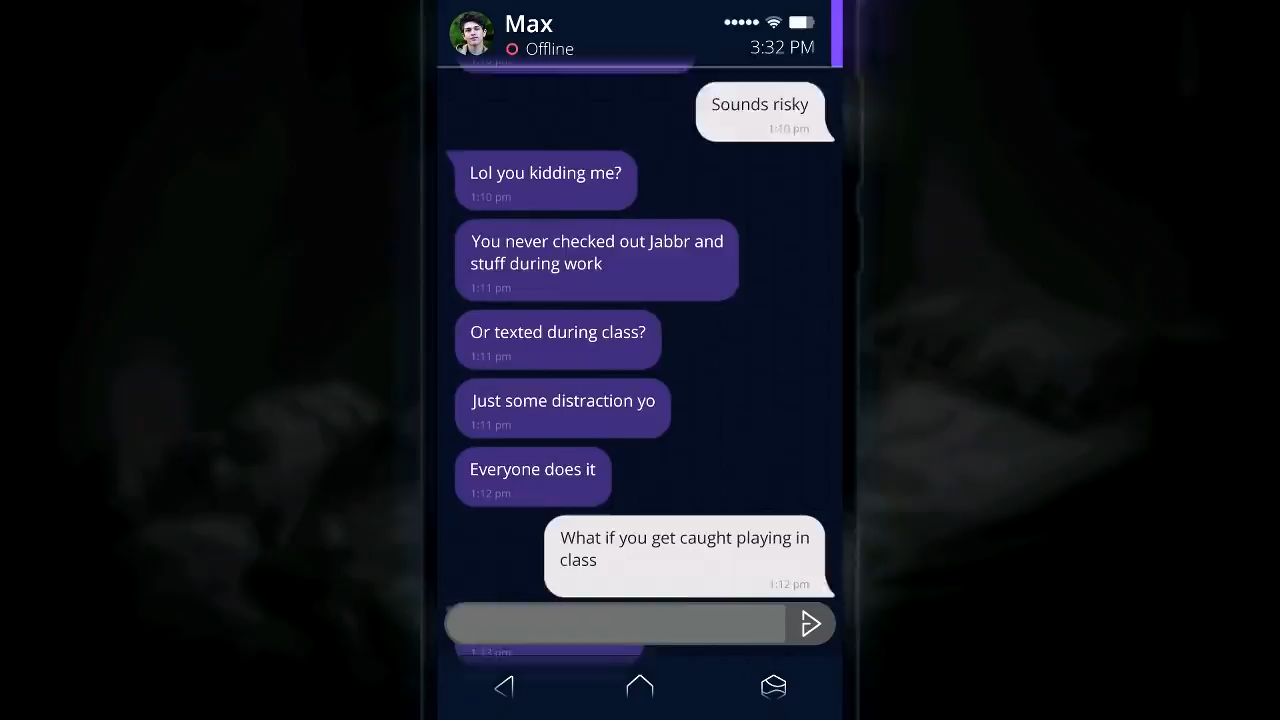 Max
Offline
3:32 PM
Sounds risky
1:10 pm
Lol you kidding me?
1:10 pm
You never checked out Jabbr and
stuff during work
1:11 pm
Or texted during class?
1:11 pm
Just some distraction yo
1:11 pm
Everyone does it
1:12 pm
What if you get caught playing in
class
1:12 pm
1:13 pm